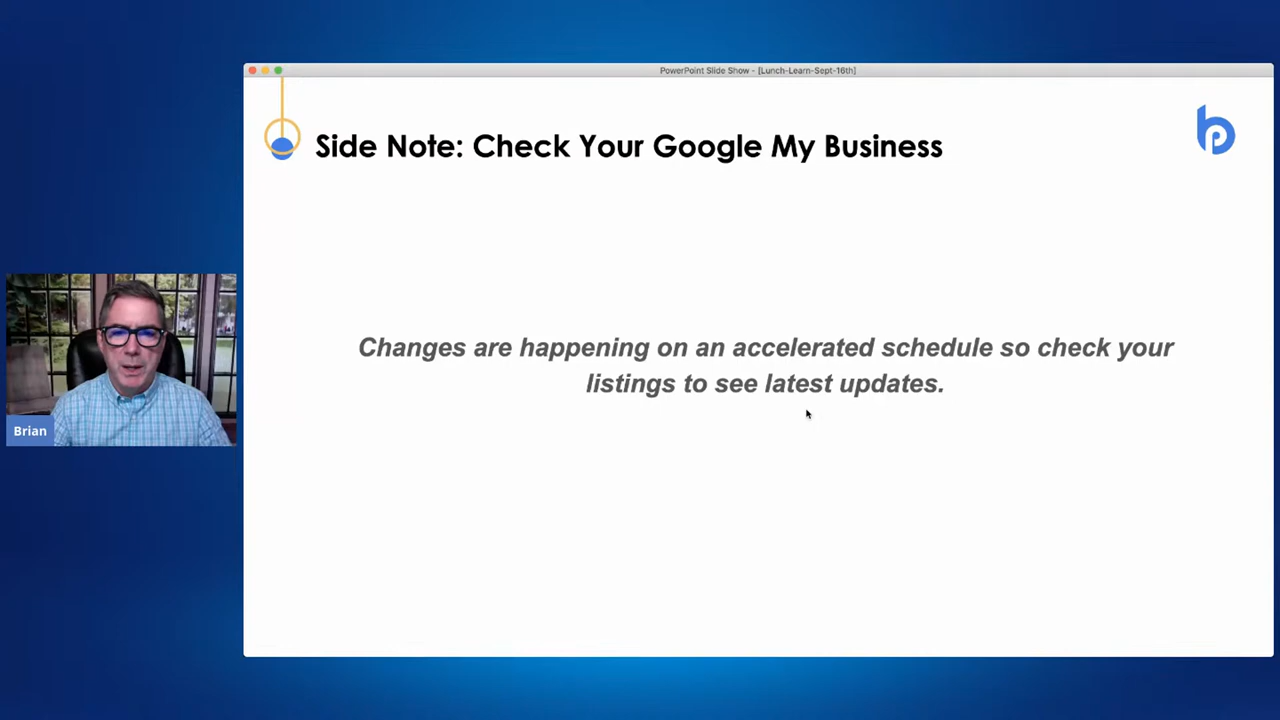 PowerPoint Slide Show - [Lunch-Learn-Sept-16th]
Side Note: Check Your Google My Business
bp
Changes are happening on an accelerated schedule so check your
listings to see latest updates.
Brian